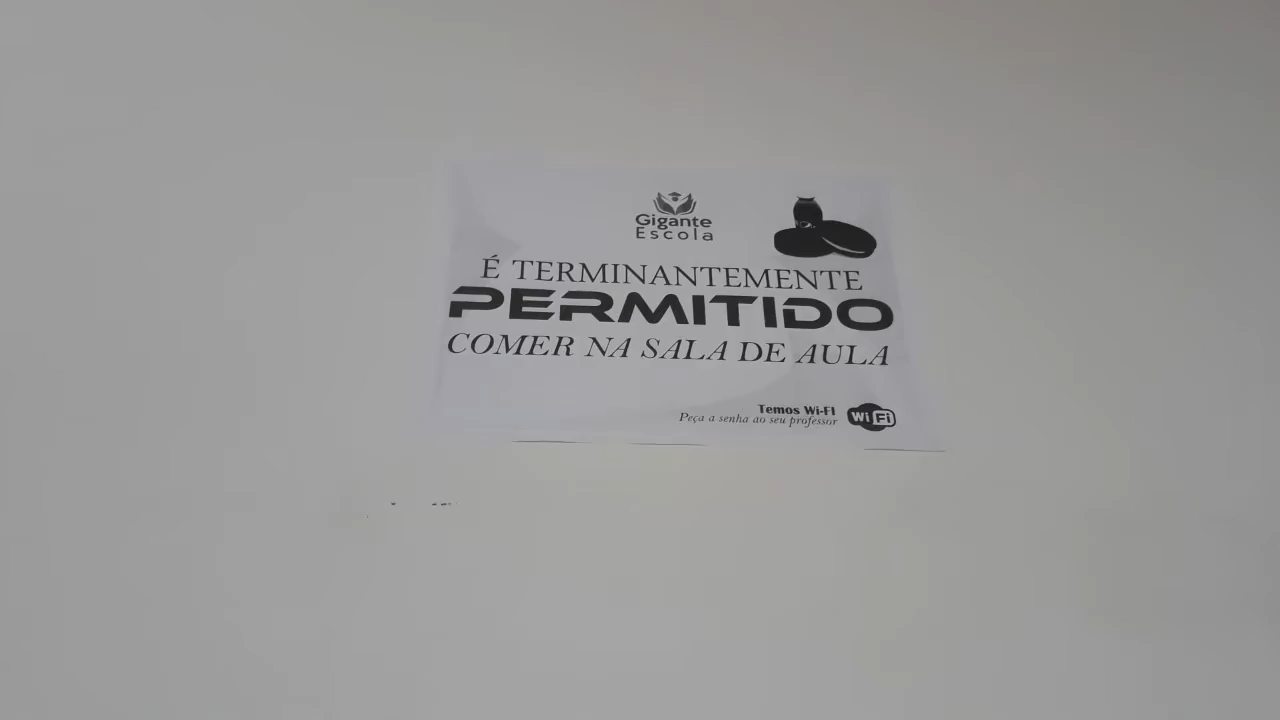 Gigante
Escola
É TERMINANTEMENTE
PERMITIDO
COMER NA SALA DE AULA
Temos Wi-FI
Peça a senha ao seu professor
Wi Fi